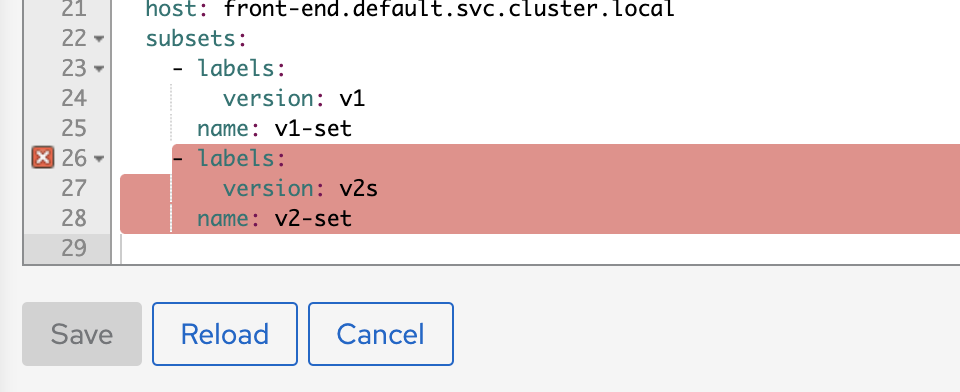 21 host: front-end.default.svc.cluster.local
22 subsets:
23 - labels:
24 version: v1
25 name: v1-set
26 - labels:
27 version: v2s
28 name: v2-set
29
Save Reload Cancel